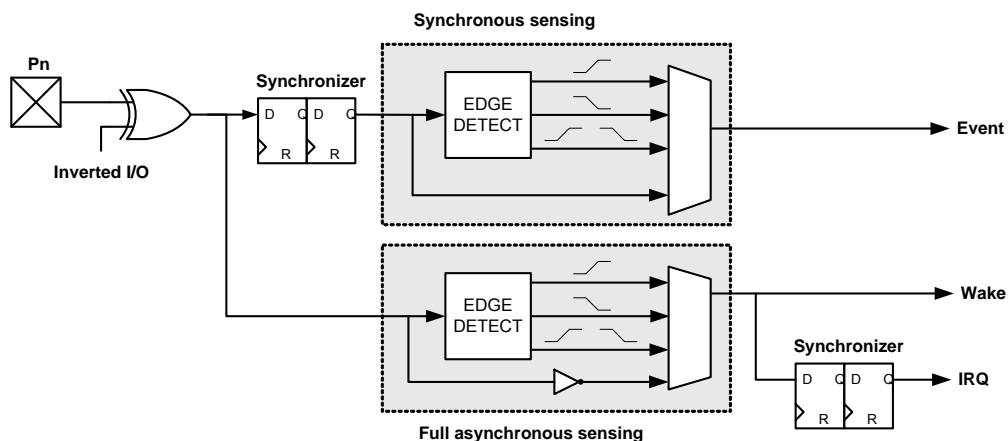 Synchronous sensing
Pn
Synchronizer
D Q D Q
R R
EDGE
DETECT
Event
Inverted I/O
EDGE
DETECT
Wake
Synchronizer
D Q D Q
R R
IRQ
Full asynchronous sensing